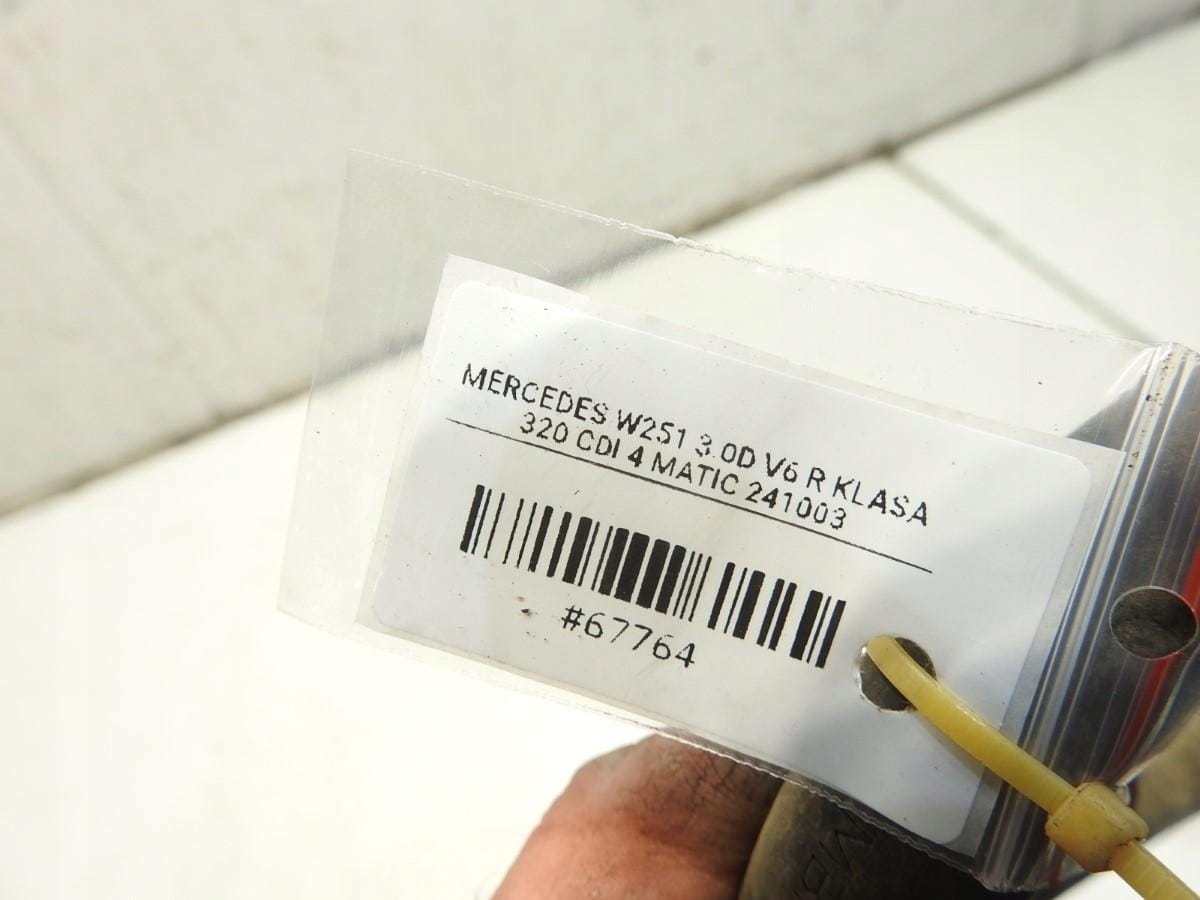 MERCEDES W251 3.0D V6 R KLASA
320 CDI 4 MATIC 241003
#67764